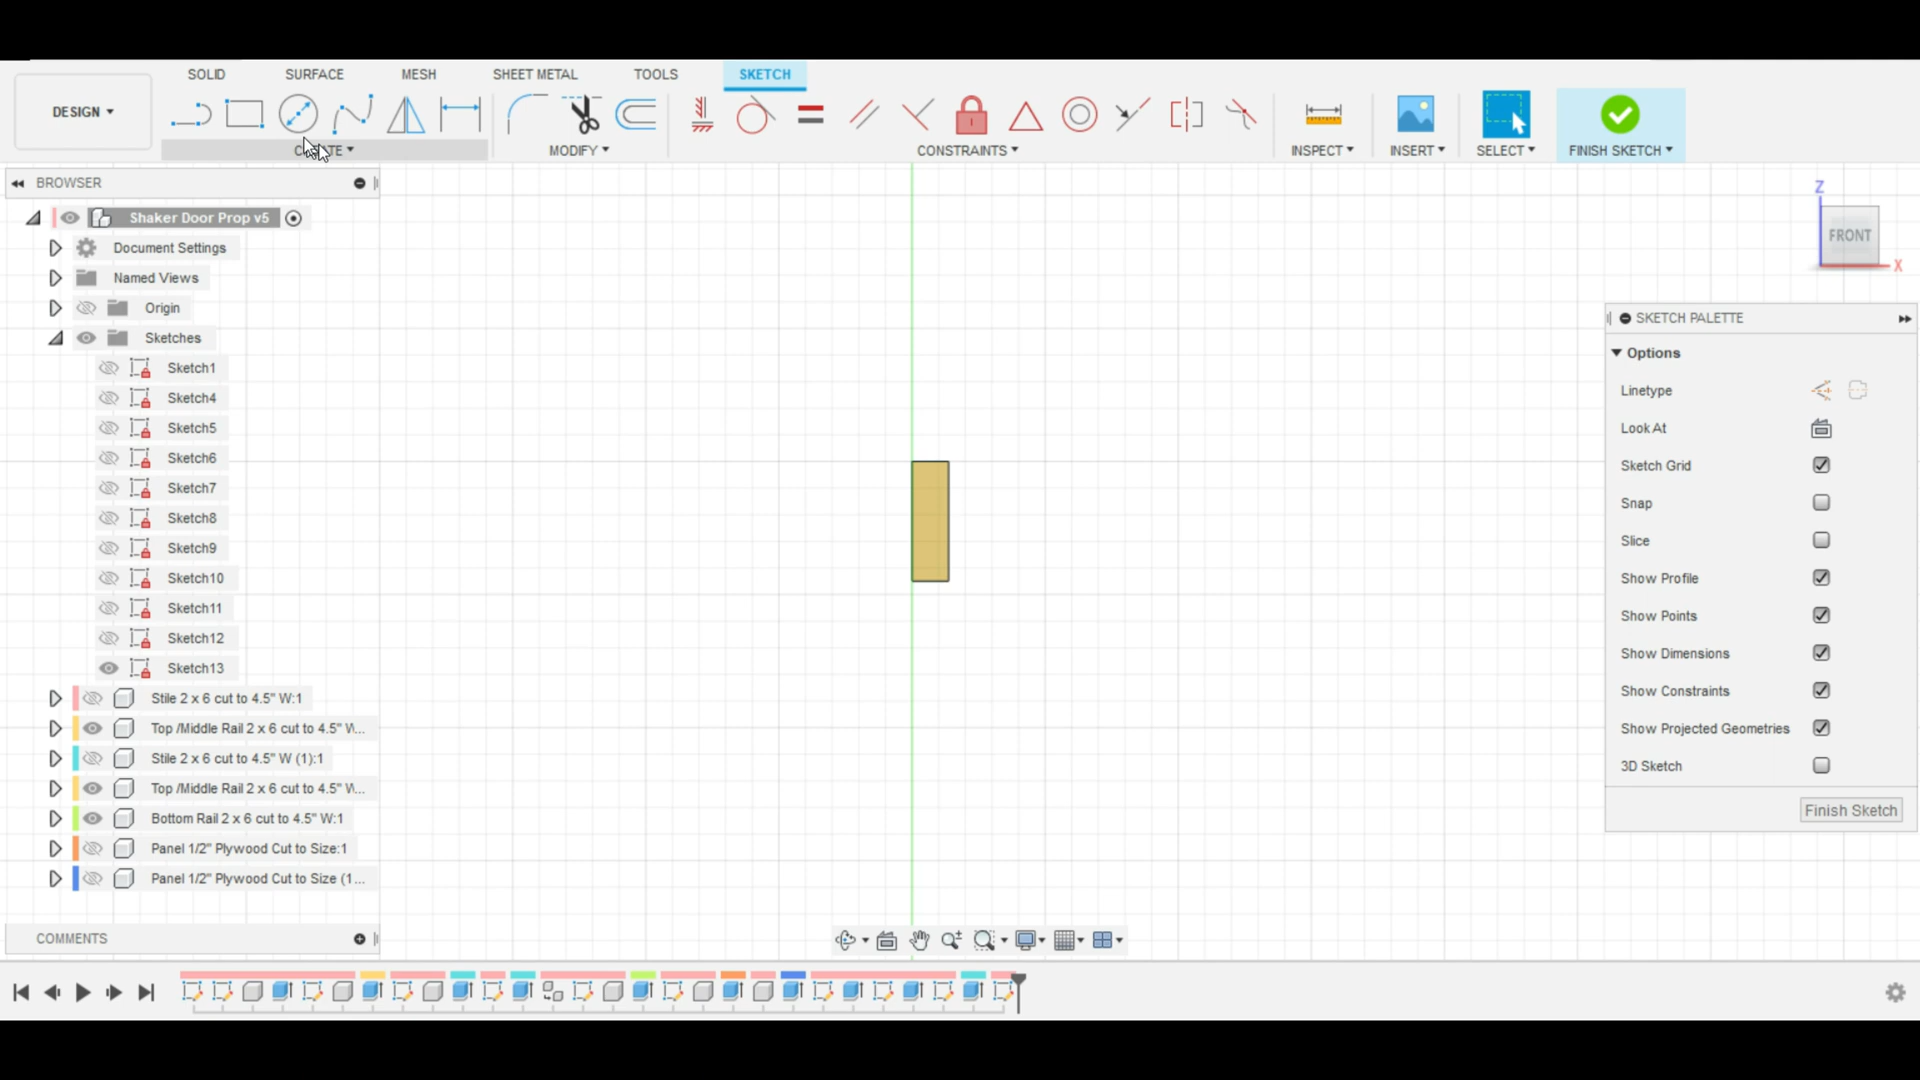 SOLID SURFACE MESH SHEET METAL TOOLS SKETCH
DESIGN
MODIFY CONSTRAINTS INSPECT INSERT SELECT FINISH SKETCH
BROWSER
Shaker Door Prop v5
Document Settings
Named Views
Origin
Sketches
Sketch1
Sketch4
Sketch5
Sketch6
Sketch7
Sketch8
Sketch9
Sketch10
Sketch11
Sketch12
Sketch13
Stile 2 x 6 cut to 4.5" W:1
Top /Middle Rail 2 x 6 cut to 4.5" W...
Stile 2 x 6 cut to 4.5" W (1):1
Top /Middle Rail 2 x 6 cut to 4.5" W...
Bottom Rail 2 x 6 cut to 4.5" W:1
Panel 1/2" Plywood Cut to Size:1
Panel 1/2" Plywood Cut to Size (1...
COMMENTS
Z
FRONT
X
SKETCH PALETTE
Options
Linetype
Look At
Sketch Grid
Snap
Slice
Show Profile
Show Points
Show Dimensions
Show Constraints
Show Projected Geometries
3D Sketch
Finish Sketch